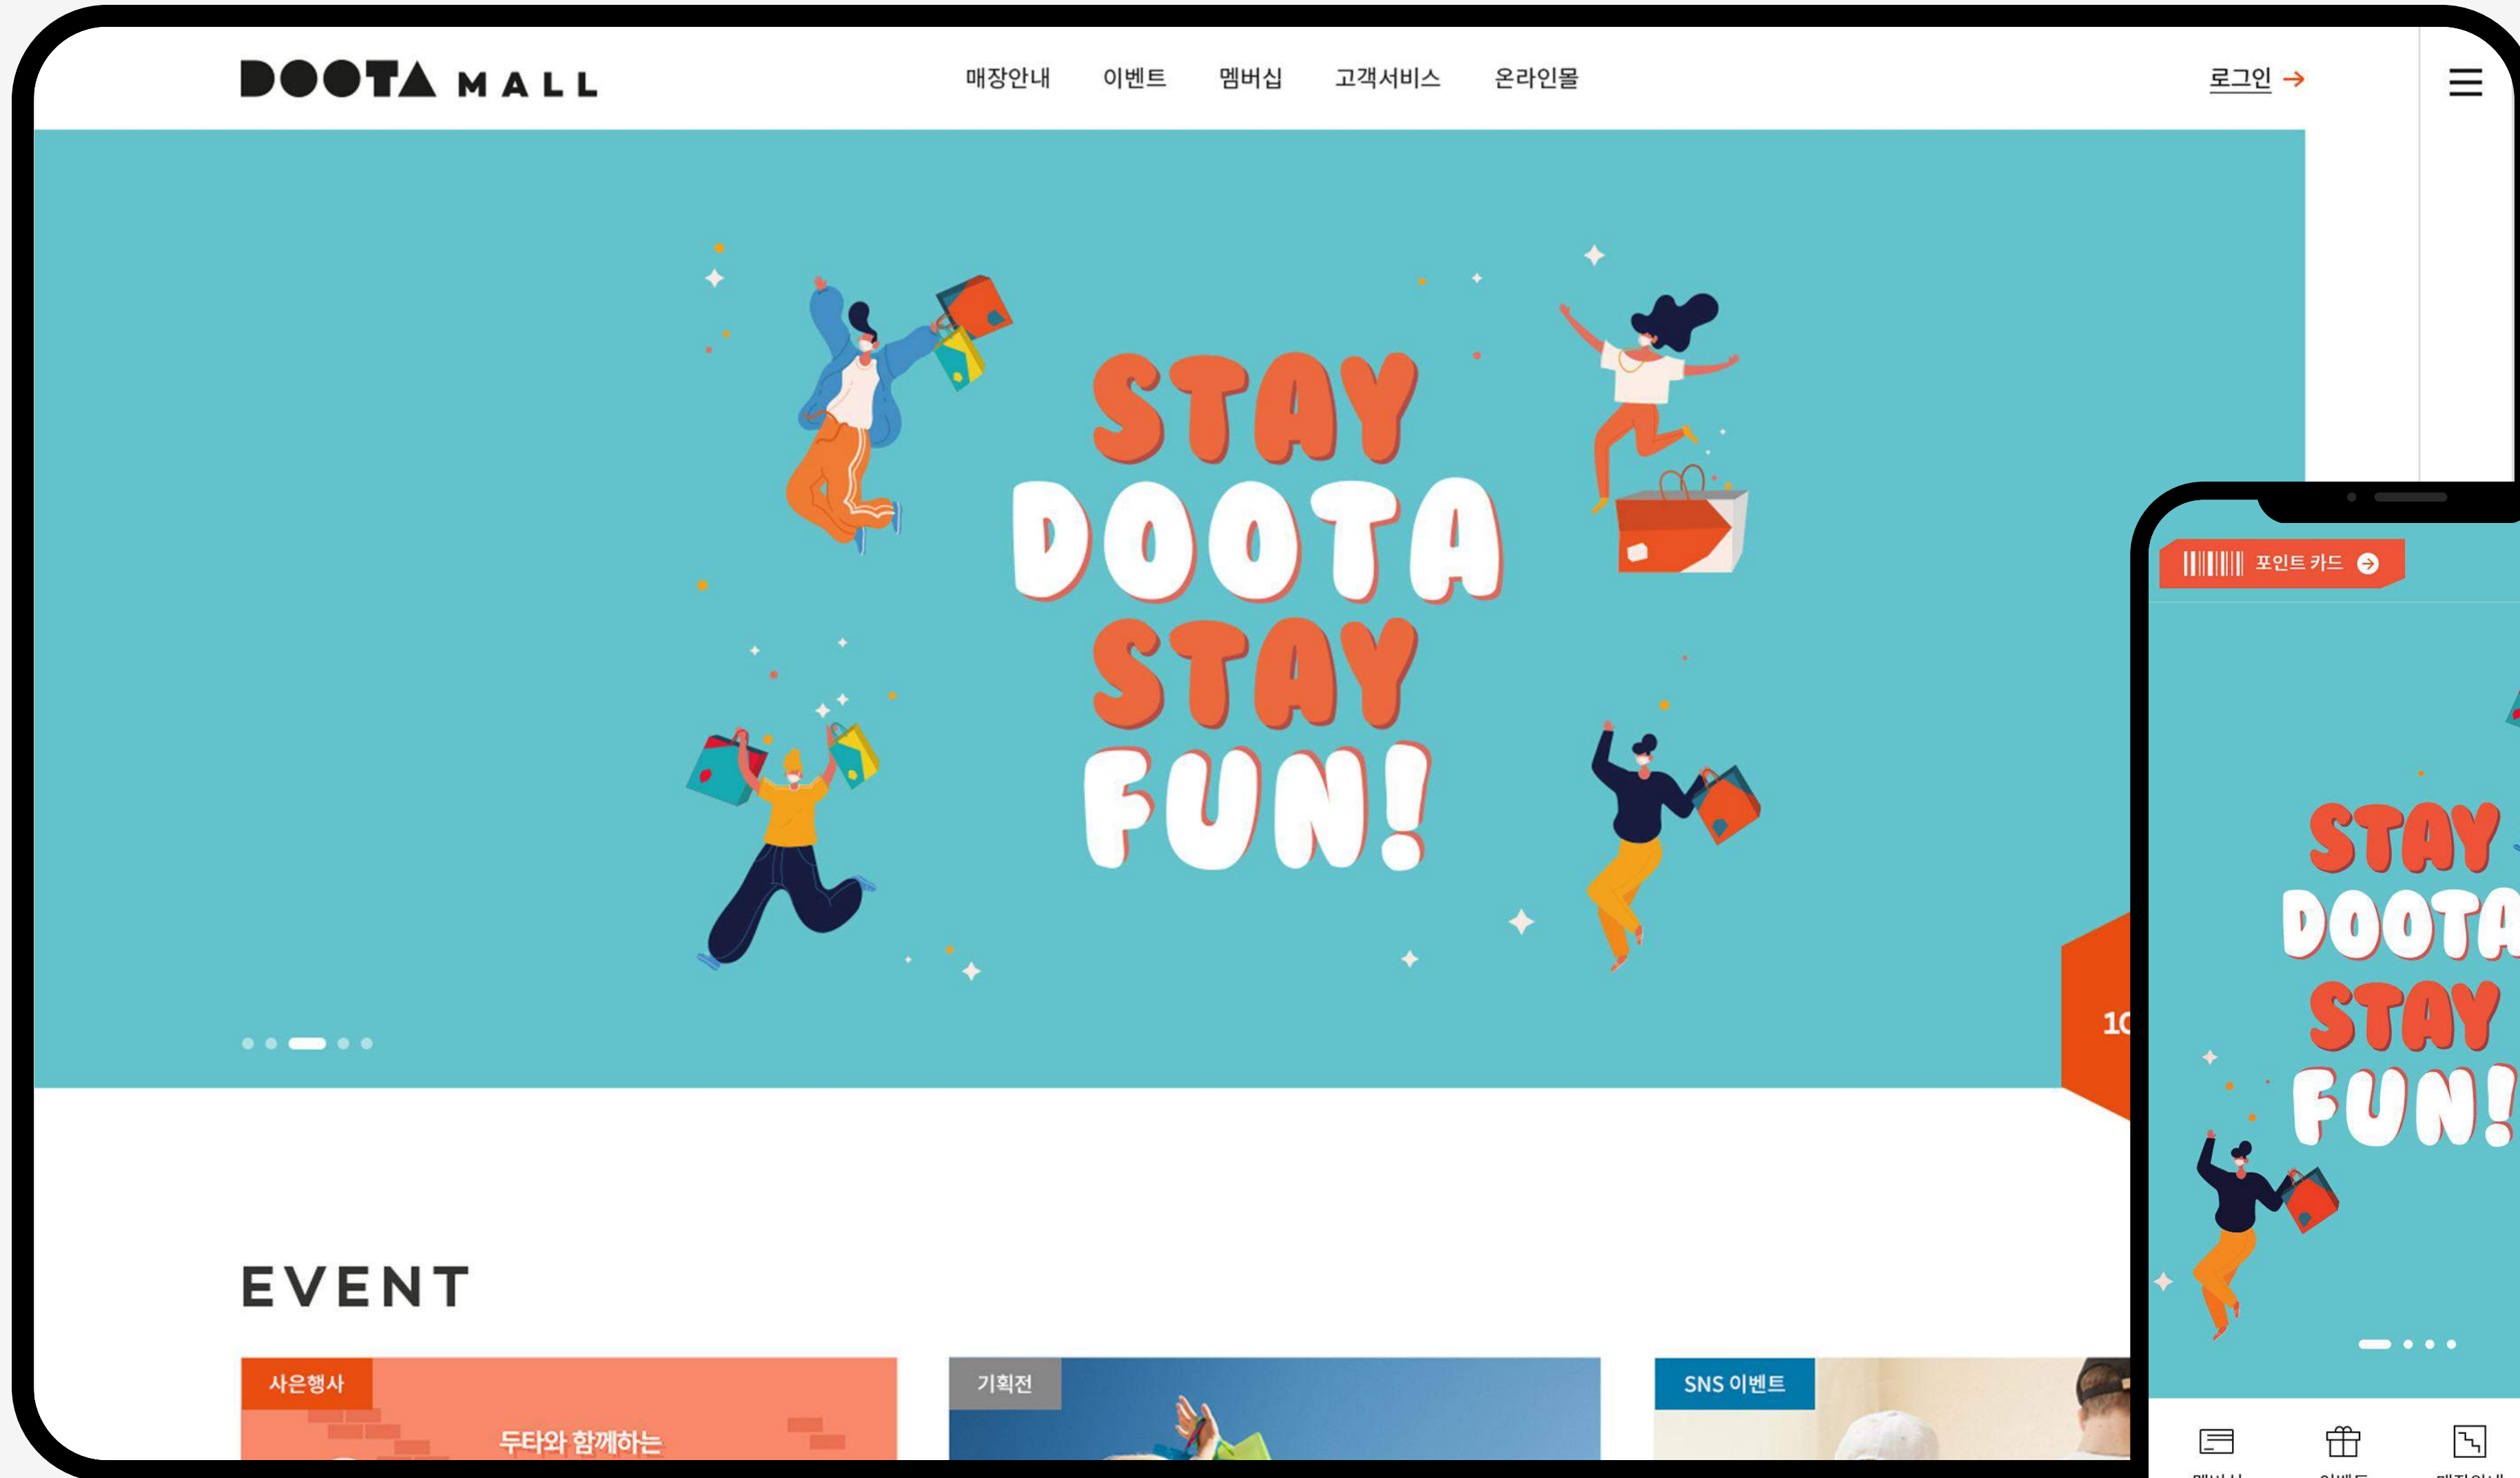 DOOTA MALL
매장안내 이벤트 멤버십 고객서비스 온라인몰
로그인
STAY
DOOTA
STAY
FUN!
10
EVENT
사은행사
두타와 함께하는
기획전
SNS 이벤트
포인트 카드
STAY
DOOTA
STAY
FUN!